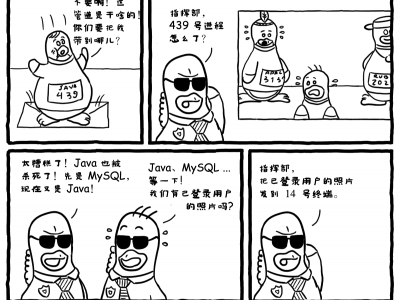 不要啊！这
管道是干啥的！
你们要把我
带到哪儿？
JAVA
439
指挥部，
439 号进程
怎么了？
3135
RUB
202
太糟糕了！Java 也被
杀死了！先是 MySQL，
现在又是 Java！
Java、MySQL ...
等一下！
我们有已登录用户
的照片吗？
指挥部，
把已登录用户的照片
发到 14 号终端。